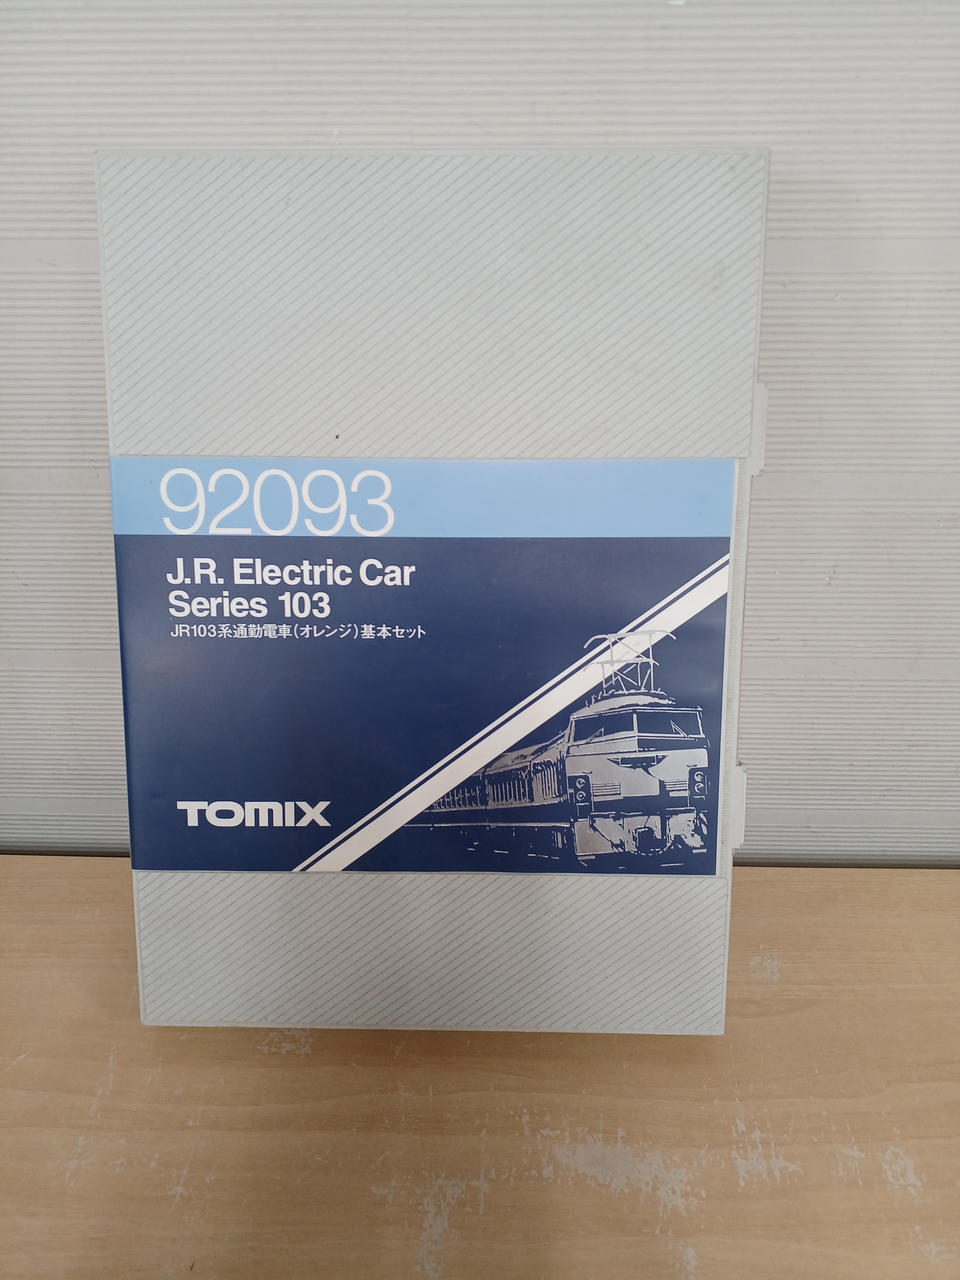 92093
J.R. Electric Car
Series 103
JR103系通勤電車(オレンジ)基本セット
TOMIX